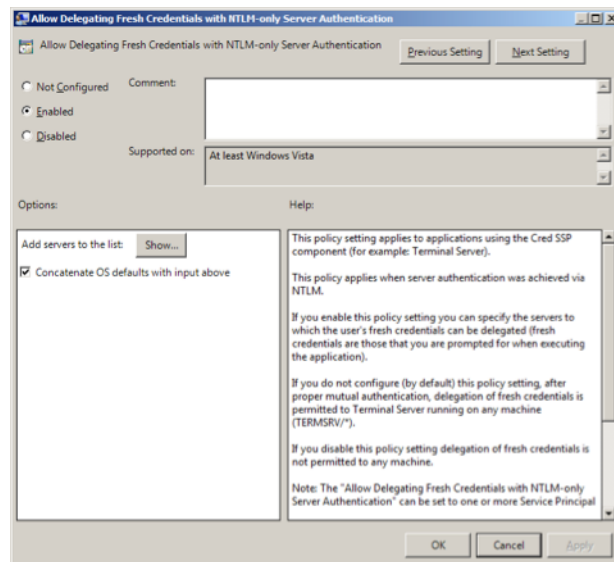 Allow Delegating Fresh Credentials with NTLM-only Server Authentication
Allow Delegating Fresh Credentials with NTLM-only Server Authentication
Previous Setting
Next Setting
Not Configured
Comment:
Enabled
Disabled
Supported on:
At least Windows Vista
Options:
Help:
Add servers to the list:
Show...
Concatenate OS defaults with input above
This policy setting applies to applications using the Cred SSP
component (for example: Terminal Server).
This policy applies when server authentication was achieved via
NTLM.
If you enable this policy setting you can specify the servers to
which the user's fresh credentials can be delegated (fresh
credentials are those that you are prompted for when executing
the application).
If you do not configure (by default) this policy setting, after
proper mutual authentication, delegation of fresh credentials is
permitted to Terminal Server running on any machine
(TERMSRV/*).
If you disable this policy setting delegation of fresh credentials is
not permitted to any machine.
Note: The "Allow Delegating Fresh Credentials with NTLM-only
Server Authentication" can be set to one or more Service Principal
OK
Cancel
Apply